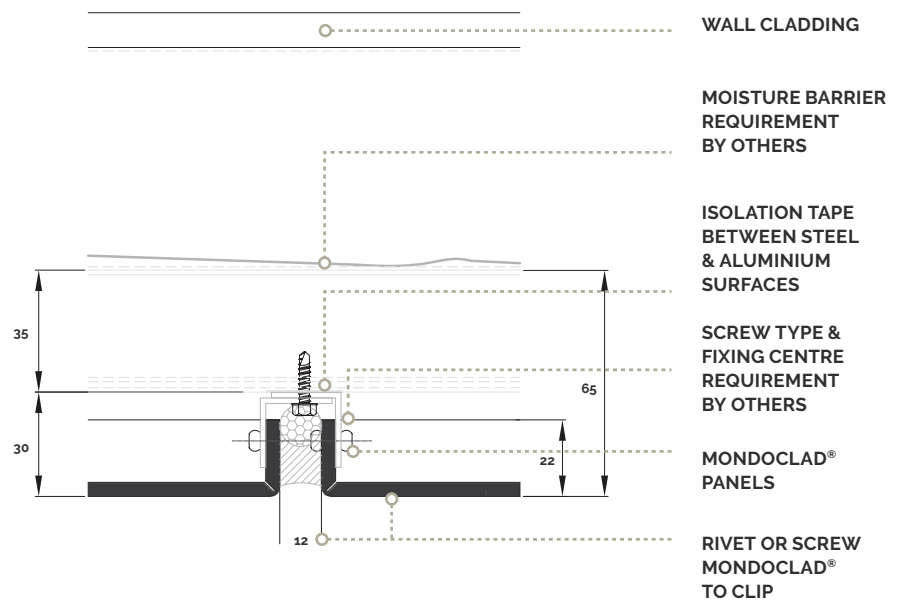 WALL CLADDING
MOISTURE BARRIER
REQUIREMENT
BY OTHERS
ISOLATION TAPE
BETWEEN STEEL
& ALUMINIUM
SURFACES
SCREW TYPE &
FIXING CENTRE
REQUIREMENT
BY OTHERS
MONDOCLAD®
PANELS
RIVET OR SCREW
MONDOCLAD®
TO CLIP
35
30
65
22
12